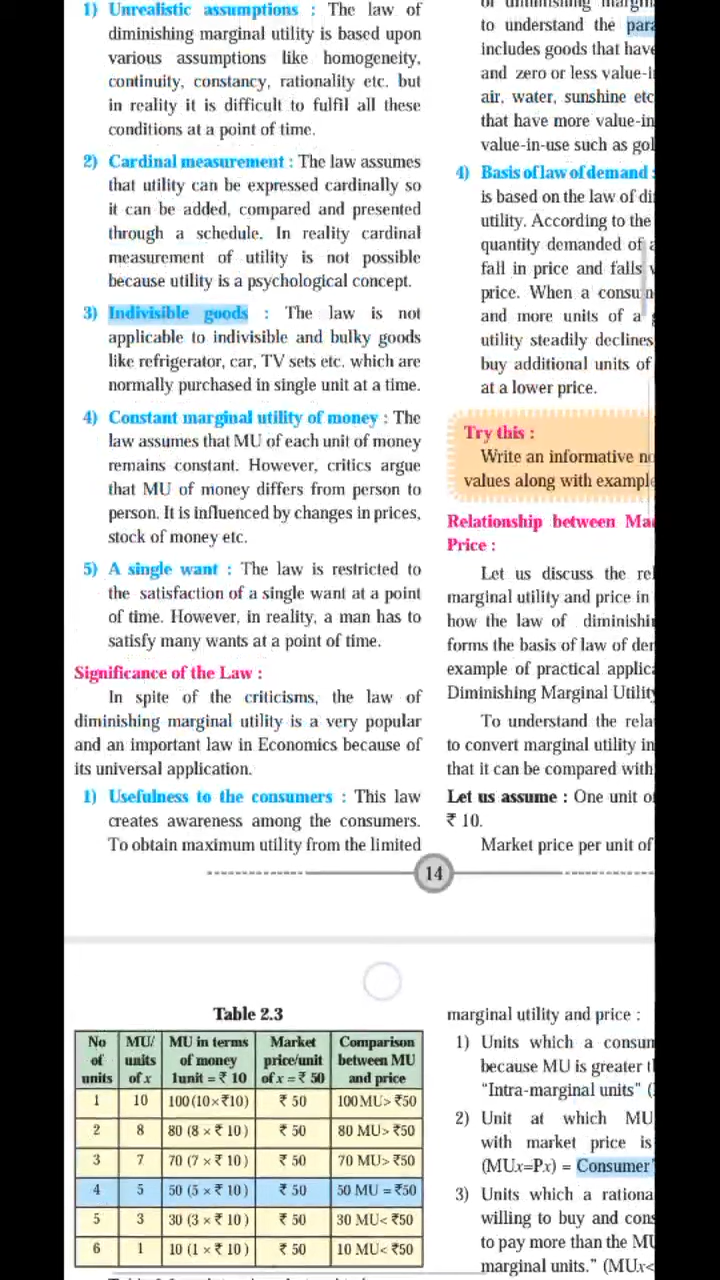 1) Unrealistic assumptions : The law of
diminishing marginal utility is based upon
various assumptions like homogeneity,
continuity, constancy, rationality etc. but
in reality it is difficult to fulfil all these
conditions at a point of time.
2) Cardinal measurement : The law assumes
that utility can be expressed cardinally so
it can be added, compared and presented
through a schedule. In reality cardinal
measurement of utility is not possible
because utility is a psychological concept.
3) Indivisible goods : The law is not
applicable to indivisible and bulky goods
like refrigerator, car, TV sets etc. which are
normally purchased in single unit at a time.
4) Constant marginal utility of money : The
law assumes that MU of each unit of money
remains constant. However, critics argue
that MU of money differs from person to
person. It is influenced by changes in prices,
stock of money etc.
5) A single want : The law is restricted to
the satisfaction of a single want at a point
of time. However, in reality, a man has to
satisfy many wants at a point of time.
Significance of the Law :
In spite of the criticisms, the law of
diminishing marginal utility is a very popular
and an important law in Economics because of
its universal application.
1) Usefulness to the consumers : This law
creates awareness among the consumers.
To obtain maximum utility from the limited
of diminishing margin
to understand the para
includes goods that have
and zero or less value-i
air, water, sunshine etc
that have more value-in
value-in-use such as gol
4) Basis of law of demand :
is based on the law of di
utility. According to the
quantity demanded of a
fall in price and falls
price. When a consun
and more units of a
utility steadily declines
buy additional units of
at a lower price.
Try this :
Write an informative no
values along with example
Relationship between Mar
Price :
Let us discuss the rel
marginal utility and price in
how the law of diminishi
forms the basis of law of der
example of practical applica
Diminishing Marginal Utility
To understand the rela
to convert marginal utility in
that it can be compared with
Let us assume : One unit o
₹ 10.
Market price per unit of
14
Table 2.3
No of units | MU/ units of x | MU in terms of money 1unit = ₹ 10 | Market price/unit of x = ₹ 50 | Comparison between MU and price
1 10 100 (10×₹10) ₹ 50 100 MU> ₹50
2 8 80 (8 × ₹ 10 ) ₹ 50 80 MU> ₹50
3 7 70 (7 × ₹ 10 ) ₹ 50 70 MU> ₹50
4 5 50 (5 × ₹ 10 ) ₹ 50 50 MU = ₹50
5 3 30 (3 × ₹ 10 ) ₹ 50 30 MU< ₹50
6 1 10 (1 × ₹ 10 ) ₹ 50 10 MU< ₹50
marginal utility and price :
1) Units which a consun
because MU is greater t
"Intra-marginal units" (
2) Unit at which MU
with market price is
(MUx=Px) = Consumer'
3) Units which a rationa
willing to buy and cons
to pay more than the MU
marginal units." (MUx<